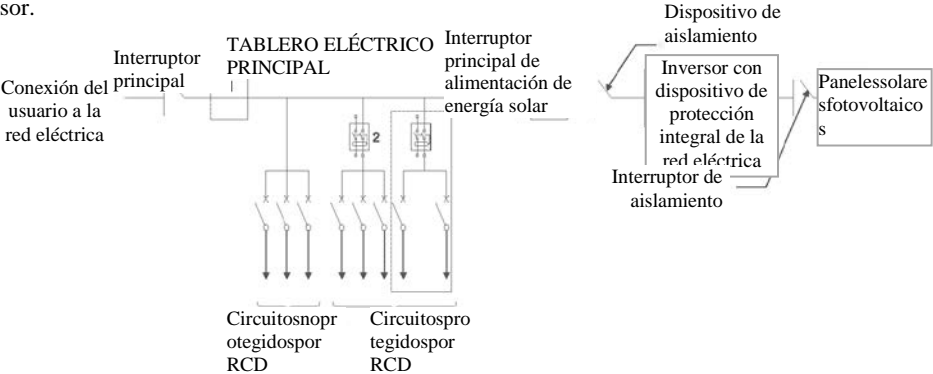 sor.
Conexión del
usuario a la
red eléctrica
Interruptor
principal
TABLERO ELÉCTRICO
PRINCIPAL
Interruptor
principal de
alimentación de
energía solar
Dispositivo de
aislamiento
Inversor con
dispositivo de
protección
integral de la
red eléctrica
Panelessolare
sfotovoltaico
s
Interruptor de
aislamiento
2
Circuitosnopr
otegidospor
RCD
Circuitospro
tegidospor
RCD